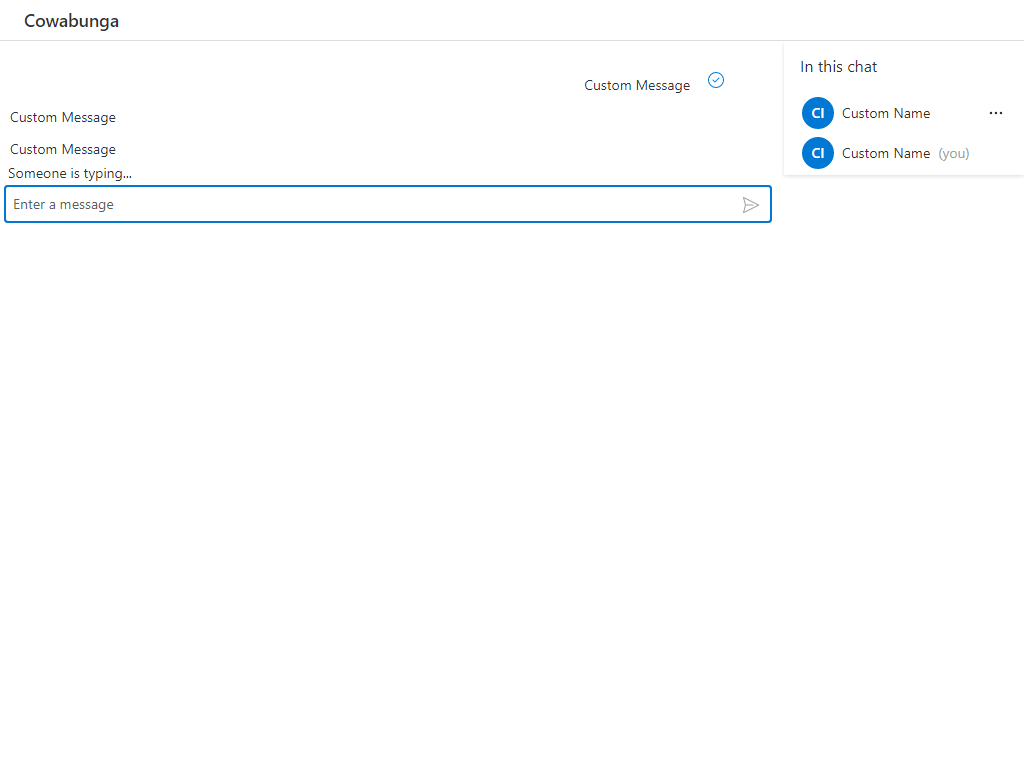 Cowabunga
Custom Message
Custom Message
Custom Message
Someone is typing...
Enter a message
In this chat
CI Custom Name
CI Custom Name (you)